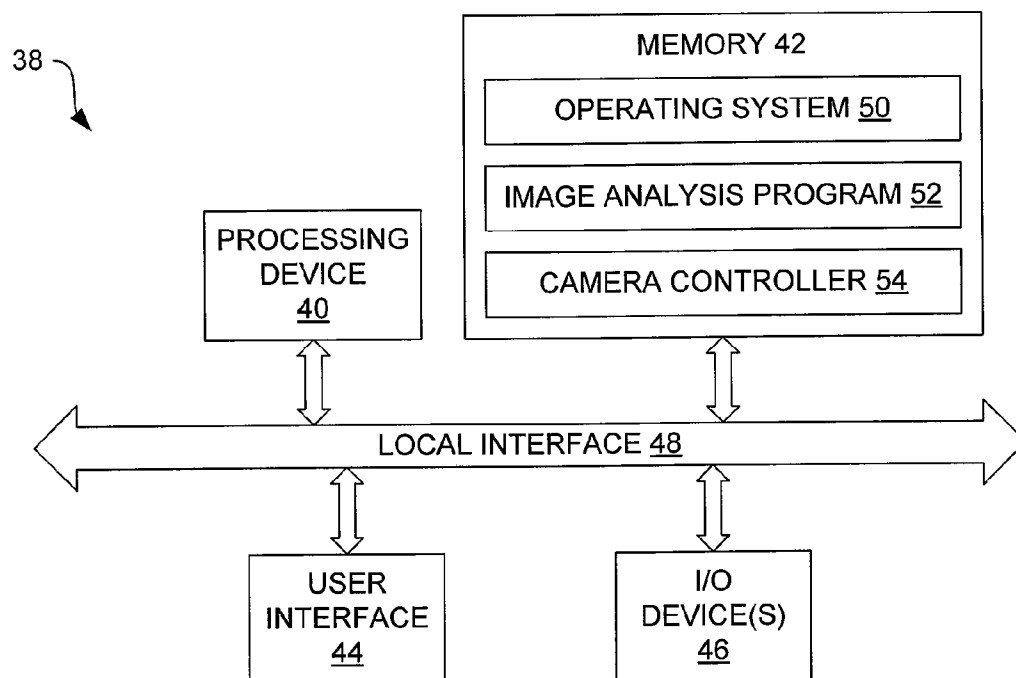 38
MEMORY 42
OPERATING SYSTEM 50
IMAGE ANALYSIS PROGRAM 52
CAMERA CONTROLLER 54
PROCESSING
DEVICE
40
LOCAL INTERFACE 48
USER
INTERFACE
44
I/O
DEVICE(S)
46